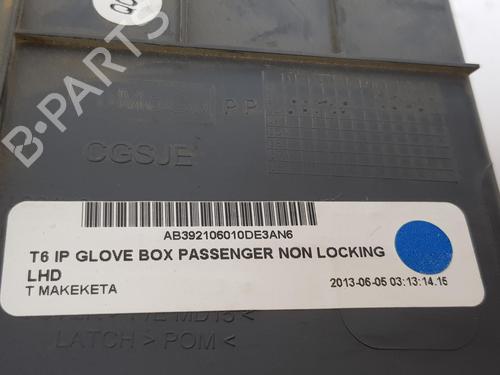 B-PARTS
PP
CGSJE
AB392106010DE3AN6
T6 IP GLOVE BOX PASSENGER NON LOCKING
LHD
T MAKEKETA
2013-06-05 03:13:14.15
LATCH > POM <